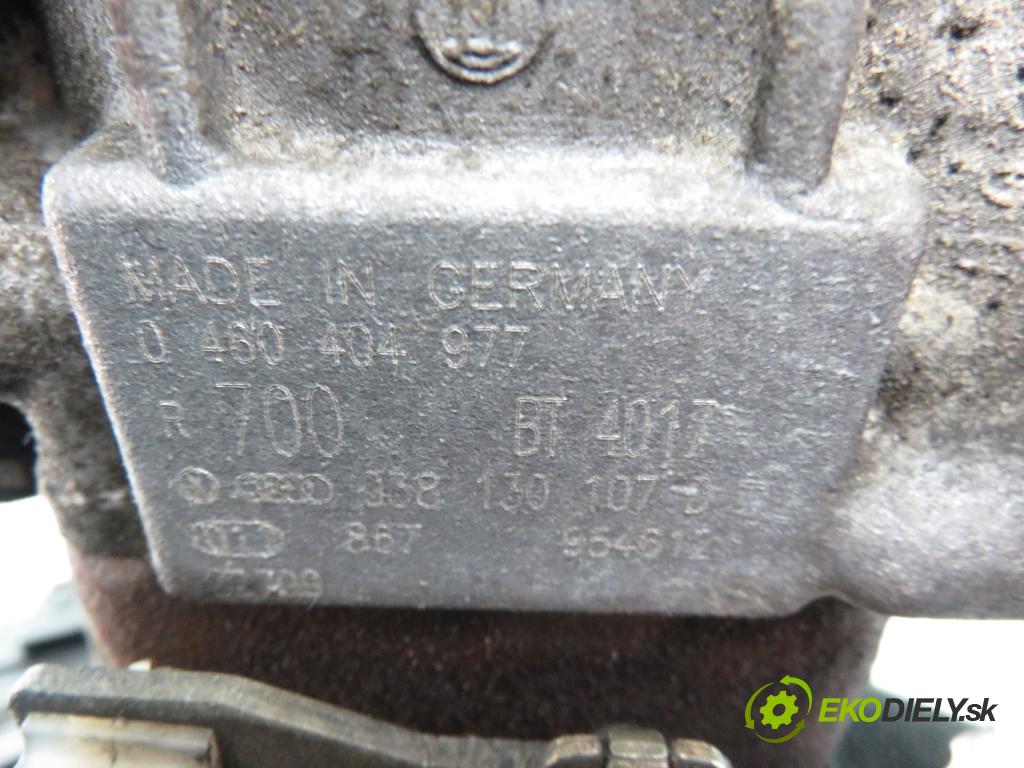 MADE IN GERMANY
0 460 404 977
R 700 BT 4017
038 130 107 D
867 954612
EKODIELY.sk